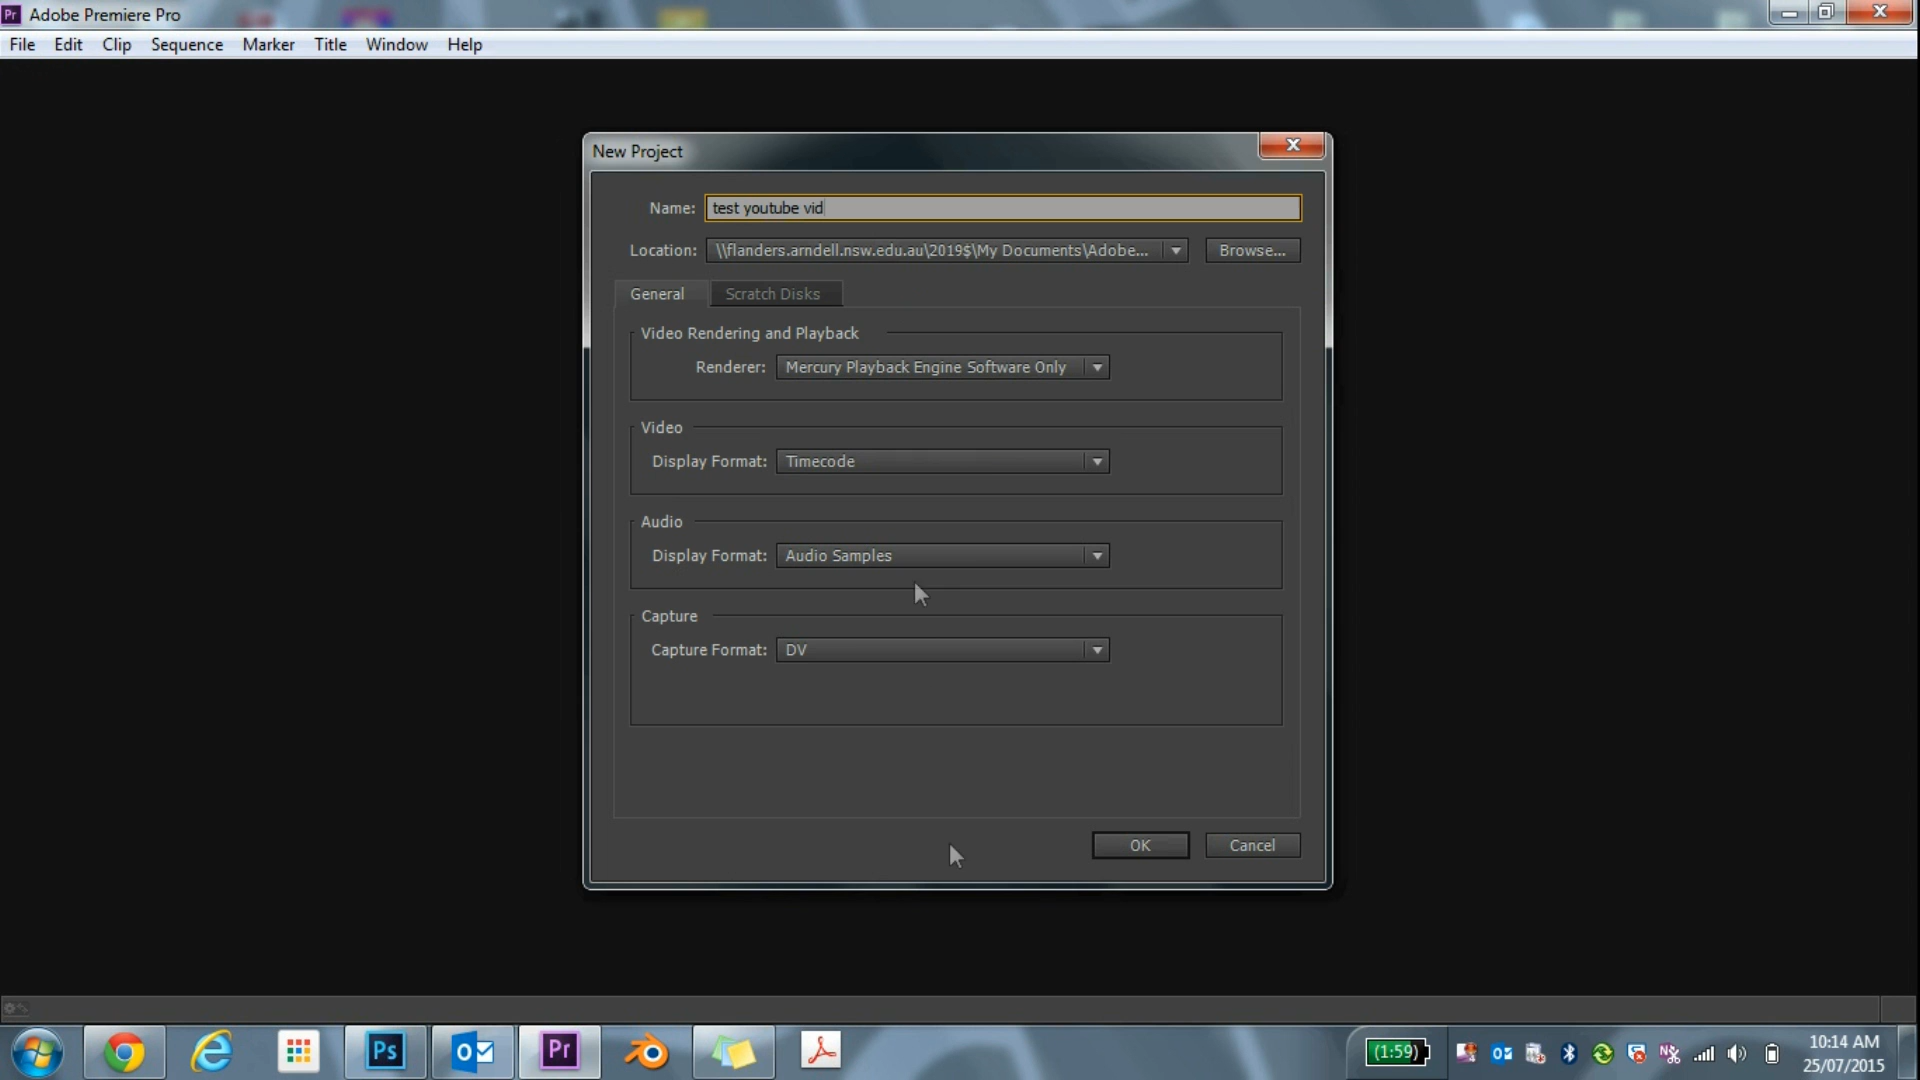 Pr Adobe Premiere Pro
File Edit Clip Sequence Marker Title Window Help
New Project
Name: test youtube vid
Location: \\flanders.arndell.nsw.edu.au\2019$\My Documents\Adobe... Browse...
General Scratch Disks
Video Rendering and Playback
Renderer: Mercury Playback Engine Software Only
Video
Display Format: Timecode
Audio
Display Format: Audio Samples
Capture
Capture Format: DV
OK Cancel
Ps Pr (1:59) 10:14 AM
25/07/2015